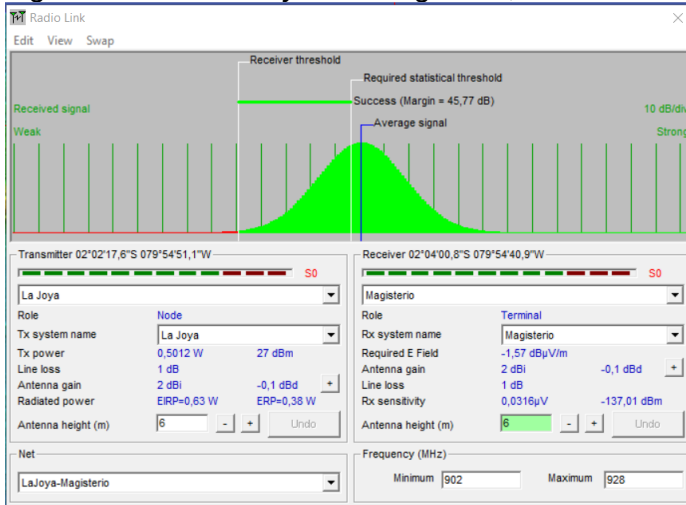 Radio Link
Edit View Swap
Receiver threshold
Required statistical threshold
Success (Margin = 45,77 dB)
Received signal
10 dB/div
Average signal
Weak
Strong
Transmitter 02°02'17,6"S 079°54'51,1"W
S0
La Joya
Role Node
Tx system name La Joya
Tx power 0,5012 W 27 dBm
Line loss 1 dB
Antenna gain 2 dBi -0,1 dBd +
Radiated power EIRP=0,63 W ERP=0,38 W
Antenna height (m) 6 - + Undo
Receiver 02°04'00,8"S 079°54'40,9"W
S0
Magisterio
Role Terminal
Rx system name Magisterio
Required E Field -1,57 dBµV/m
Antenna gain 2 dBi -0,1 dBd +
Line loss 1 dB
Rx sensitivity 0,0316µV -137,01 dBm
Antenna height (m) 6 - + Undo
Net
LaJoya-Magisterio
Frequency (MHz)
Minimum 902 Maximum 928